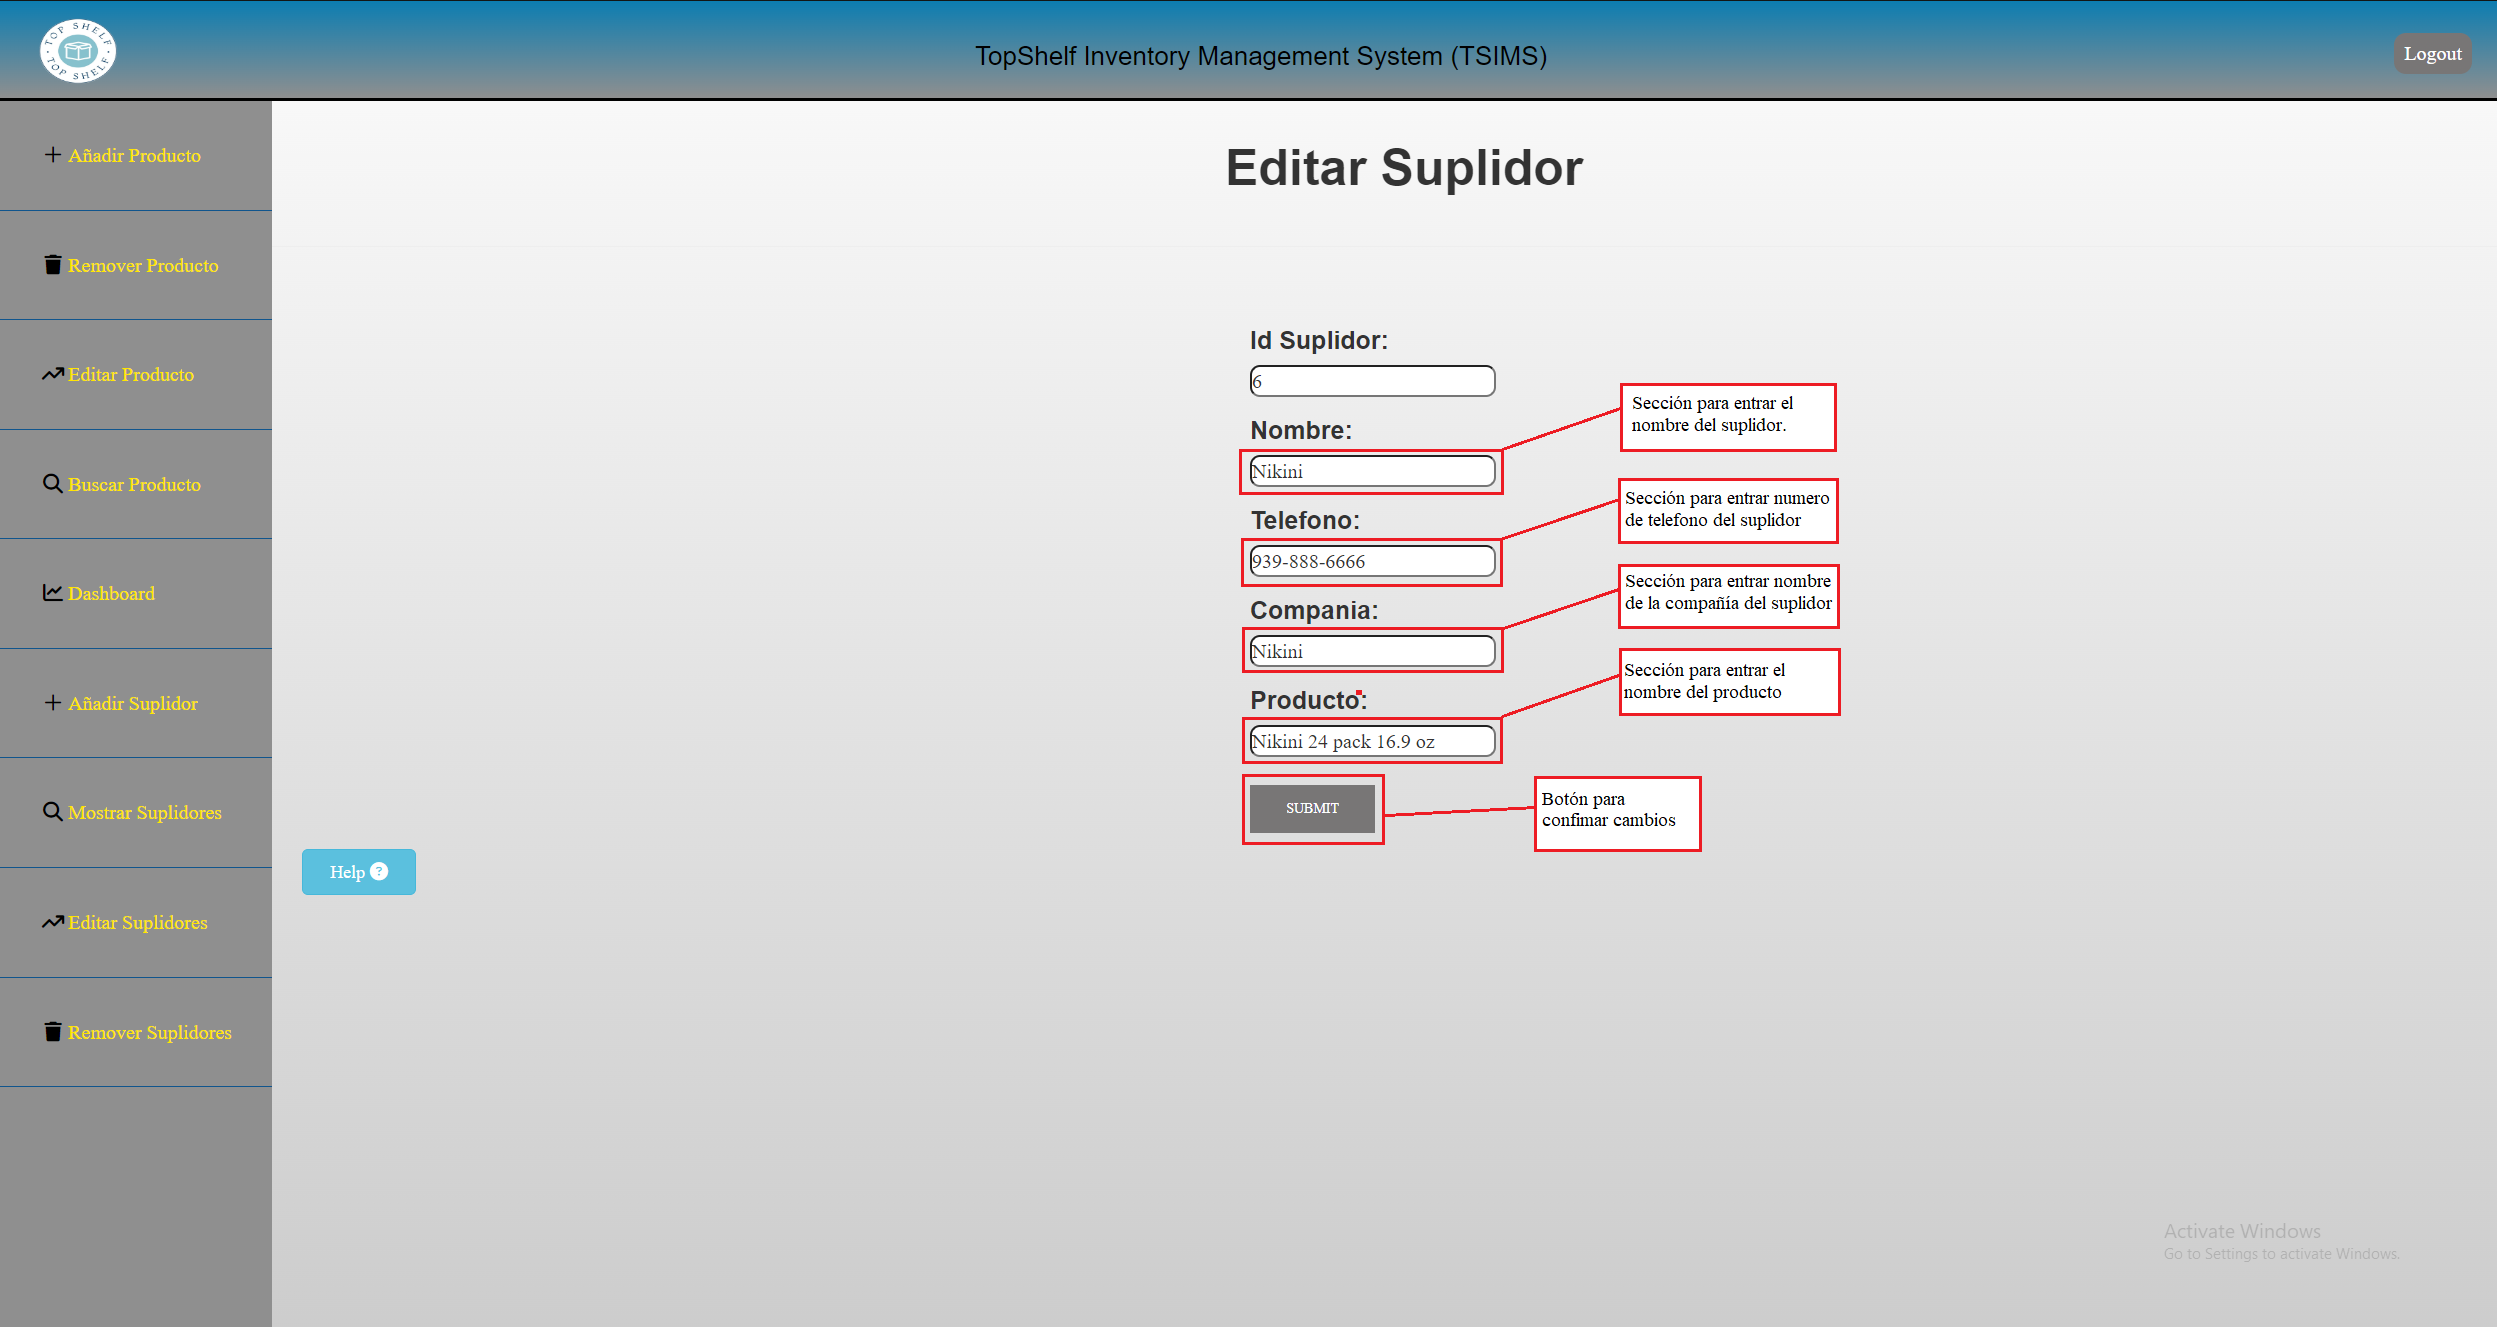 TOP SHELF
TOP SHELF
TopShelf Inventory Management System (TSIMS)
Logout
Añadir Producto
Remover Producto
Editar Producto
Buscar Producto
Dashboard
Añadir Suplidor
Mostrar Suplidores
Editar Suplidores
Remover Suplidores
Editar Suplidor
Id Suplidor:
6
Nombre:
Nikini
Sección para entrar el
nombre del suplidor.
Telefono:
939-888-6666
Sección para entrar numero
de telefono del suplidor
Compania:
Nikini
Sección para entrar nombre
de la compañía del suplidor
Producto:
Nikini 24 pack 16.9 oz
Sección para entrar el
nombre del producto
SUBMIT
Botón para
confimar cambios
Help ?
Activate Windows
Go to Settings to activate Windows.